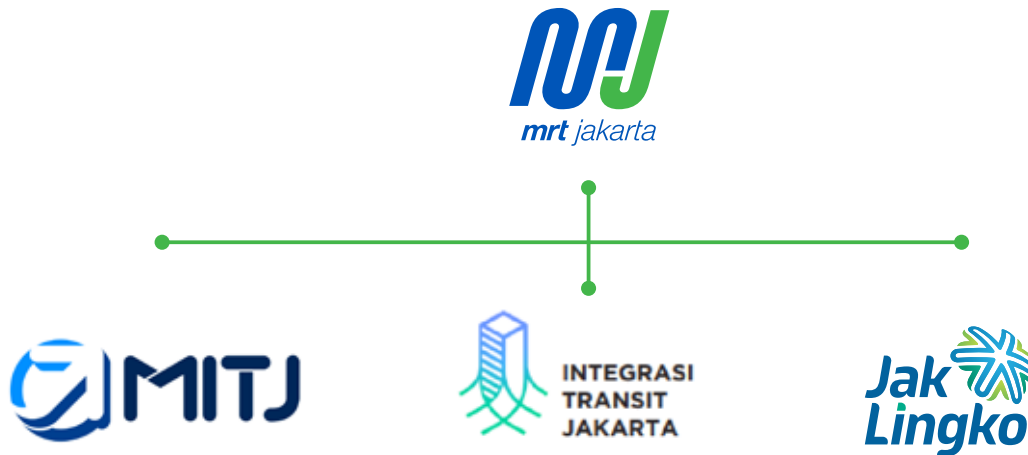 mrt jakarta
MITJ
INTEGRASI
TRANSIT
JAKARTA
Jak
Lingko